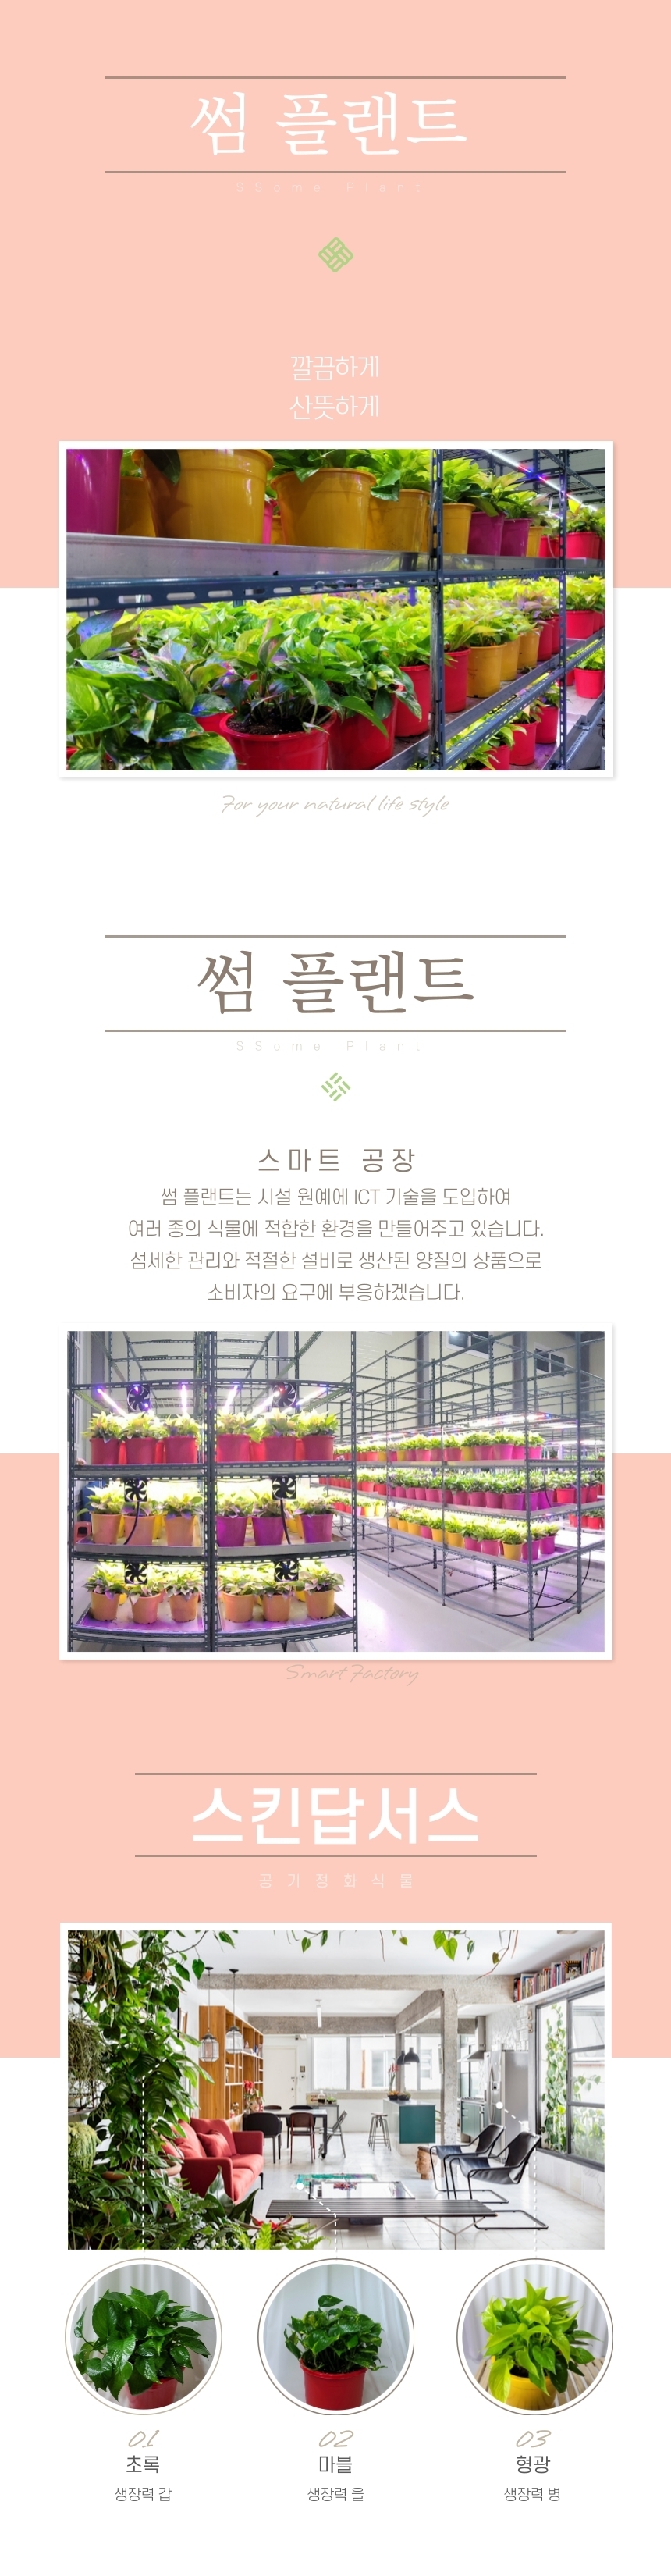 썸 플랜트
SSome Plant
깔끔하게
산뜻하게
For your natural life style
썸 플랜트
SSome Plant
스마트 공장
썸 플랜트는 시설 원예에 ICT 기술을 도입하여
여러 종의 식물에 적합한 환경을 만들어주고 있습니다.
섬세한 관리와 적절한 설비로 생산된 양질의 상품으로
소비자의 요구에 부응하겠습니다.
Smart Factory
스킨답서스
공기정화식물
01
02
03
초록
마블
형광
생장력 갑
생장력 을
생장력 병